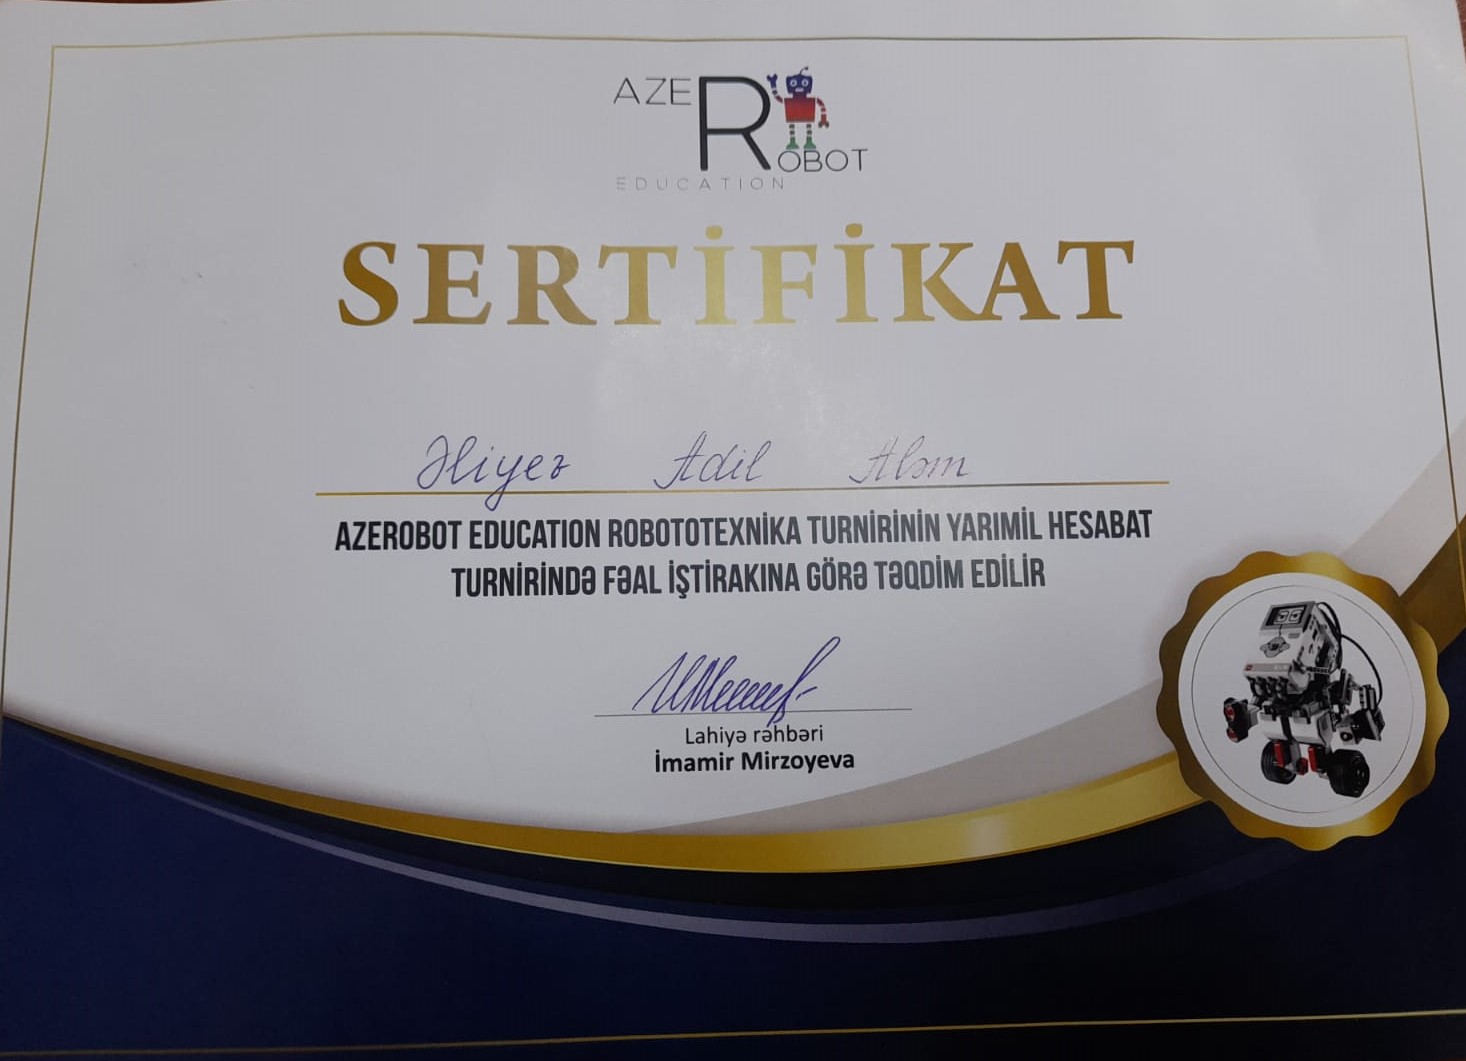 AZE ROBOT
EDUCATION
SERTİFİKAT
Əliyev Adil Aləm
AZEROBOT EDUCATION ROBOTOTEXNİKA TURNİRİNİN YARIMİL HESABAT
TURNİRİNDƏ FƏAL İŞTİRAKINA GÖRƏ TƏQDİM EDİLİR
Lahiyə rəhbəri
İmamir Mirzoyeva